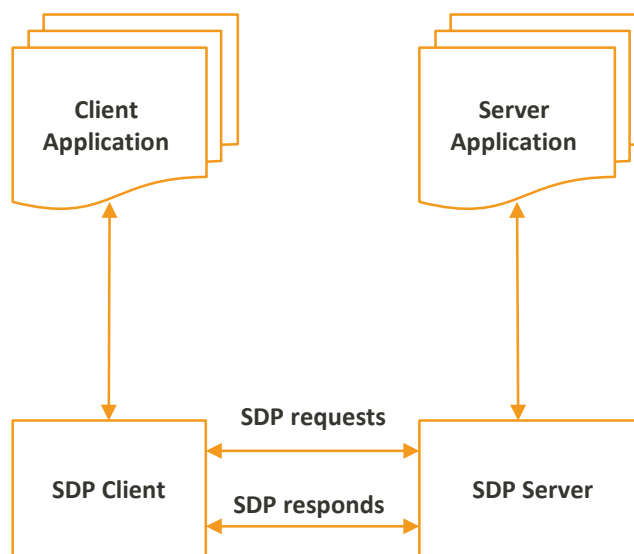 Client
Application
Server
Application
SDP requests
SDP Client
SDP Server
SDP responds